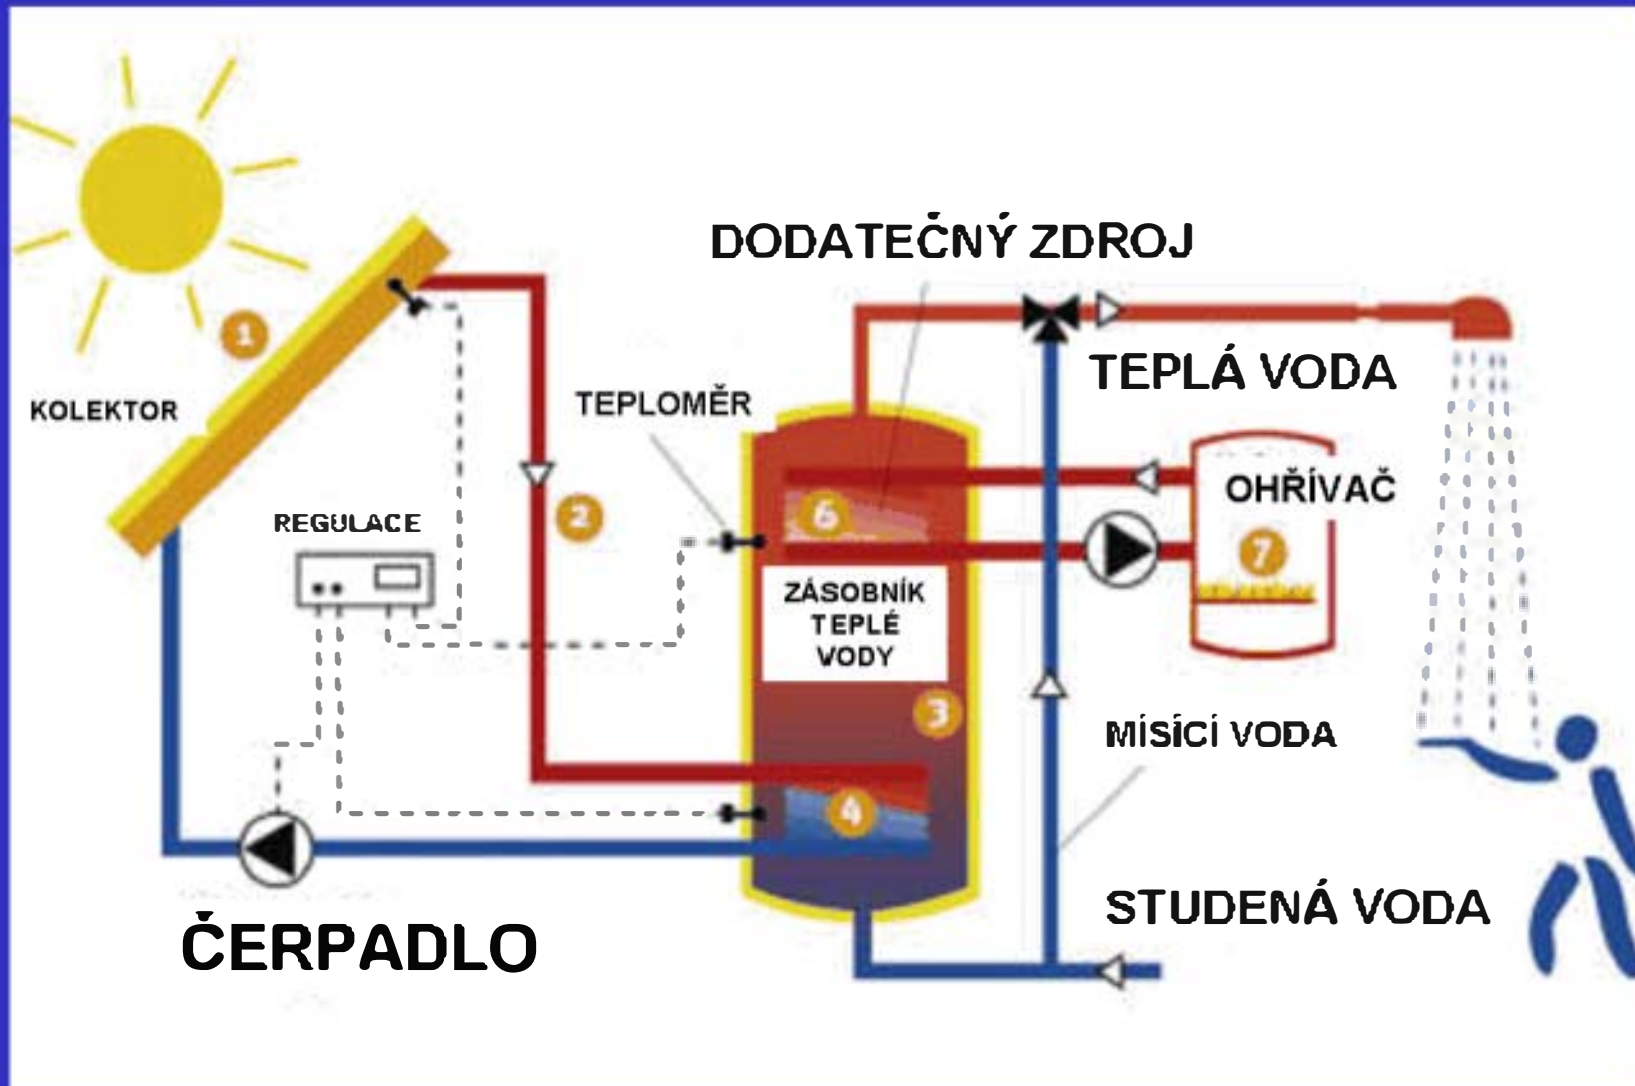 DODATEČNÝ ZDROJ
1
TEPLÁ VODA
KOLEKTOR
TEPLOMĚR
OHŘÍVAČ
REGULACE
2
6
7
ZÁSOBNÍK
TEPLÉ
VODY
3
MÍSÍCÍ VODA
4
STUDENÁ VODA
ČERPADLO